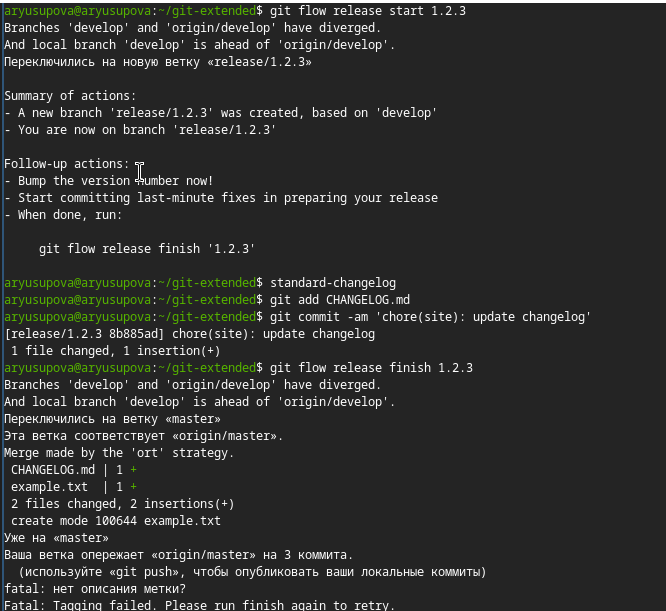 aryusupova@aryusupova:~/git-extended$ git flow release start 1.2.3
Branches 'develop' and 'origin/develop' have diverged.
And local branch 'develop' is ahead of 'origin/develop'.
Переключились на новую ветку «release/1.2.3»

Summary of actions:
- A new branch 'release/1.2.3' was created, based on 'develop'
- You are now on branch 'release/1.2.3'

Follow-up actions:
- Bump the version number now!
- Start committing last-minute fixes in preparing your release
- When done, run:

     git flow release finish '1.2.3'

aryusupova@aryusupova:~/git-extended$ standard-changelog
aryusupova@aryusupova:~/git-extended$ git add CHANGELOG.md
aryusupova@aryusupova:~/git-extended$ git commit -am 'chore(site): update changelog'
[release/1.2.3 8b885ad] chore(site): update changelog
 1 file changed, 1 insertion(+)
aryusupova@aryusupova:~/git-extended$ git flow release finish 1.2.3
Branches 'develop' and 'origin/develop' have diverged.
And local branch 'develop' is ahead of 'origin/develop'.
Переключились на ветку «master»
Эта ветка соответствует «origin/master».
Merge made by the 'ort' strategy.
 CHANGELOG.md | 1 +
 example.txt  | 1 +
 2 files changed, 2 insertions(+)
 create mode 100644 example.txt
Уже на «master»
Ваша ветка опережает «origin/master» на 3 коммита.
  (используйте «git push», чтобы опубликовать ваши локальные коммиты)
fatal: нет описания метки?
Fatal: Tagging failed. Please run finish again to retry.